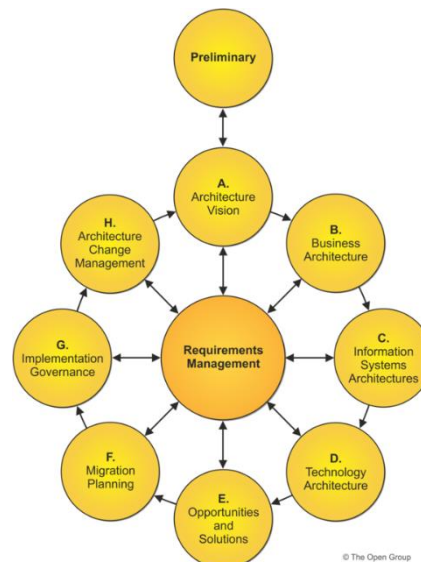 Preliminary
A.
Architecture
Vision
B.
Business
Architecture
C.
Information
Systems
Architectures
D.
Technology
Architecture
E.
Opportunities
and
Solutions
F.
Migration
Planning
G.
Implementation
Governance
H.
Architecture
Change
Management
Requirements
Management
© The Open Group